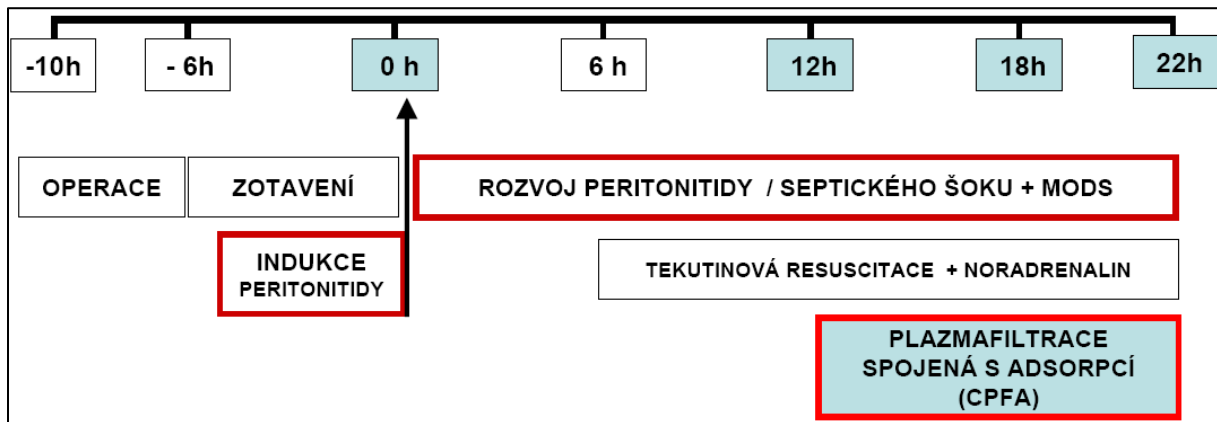 -10h - 6h 0 h 6 h 12h 18h 22h
OPERACE ZOTAVENÍ ROZVOJ PERITONITIDY / SEPTICKÉHO ŠOKU + MODS
INDUKCE
PERITONITIDY
TEKUTINOVÁ RESUSCITACE + NORADRENALIN
PLAZMAFILTRACE
SPOJENÁ S ADSORPCÍ
(CPFA)